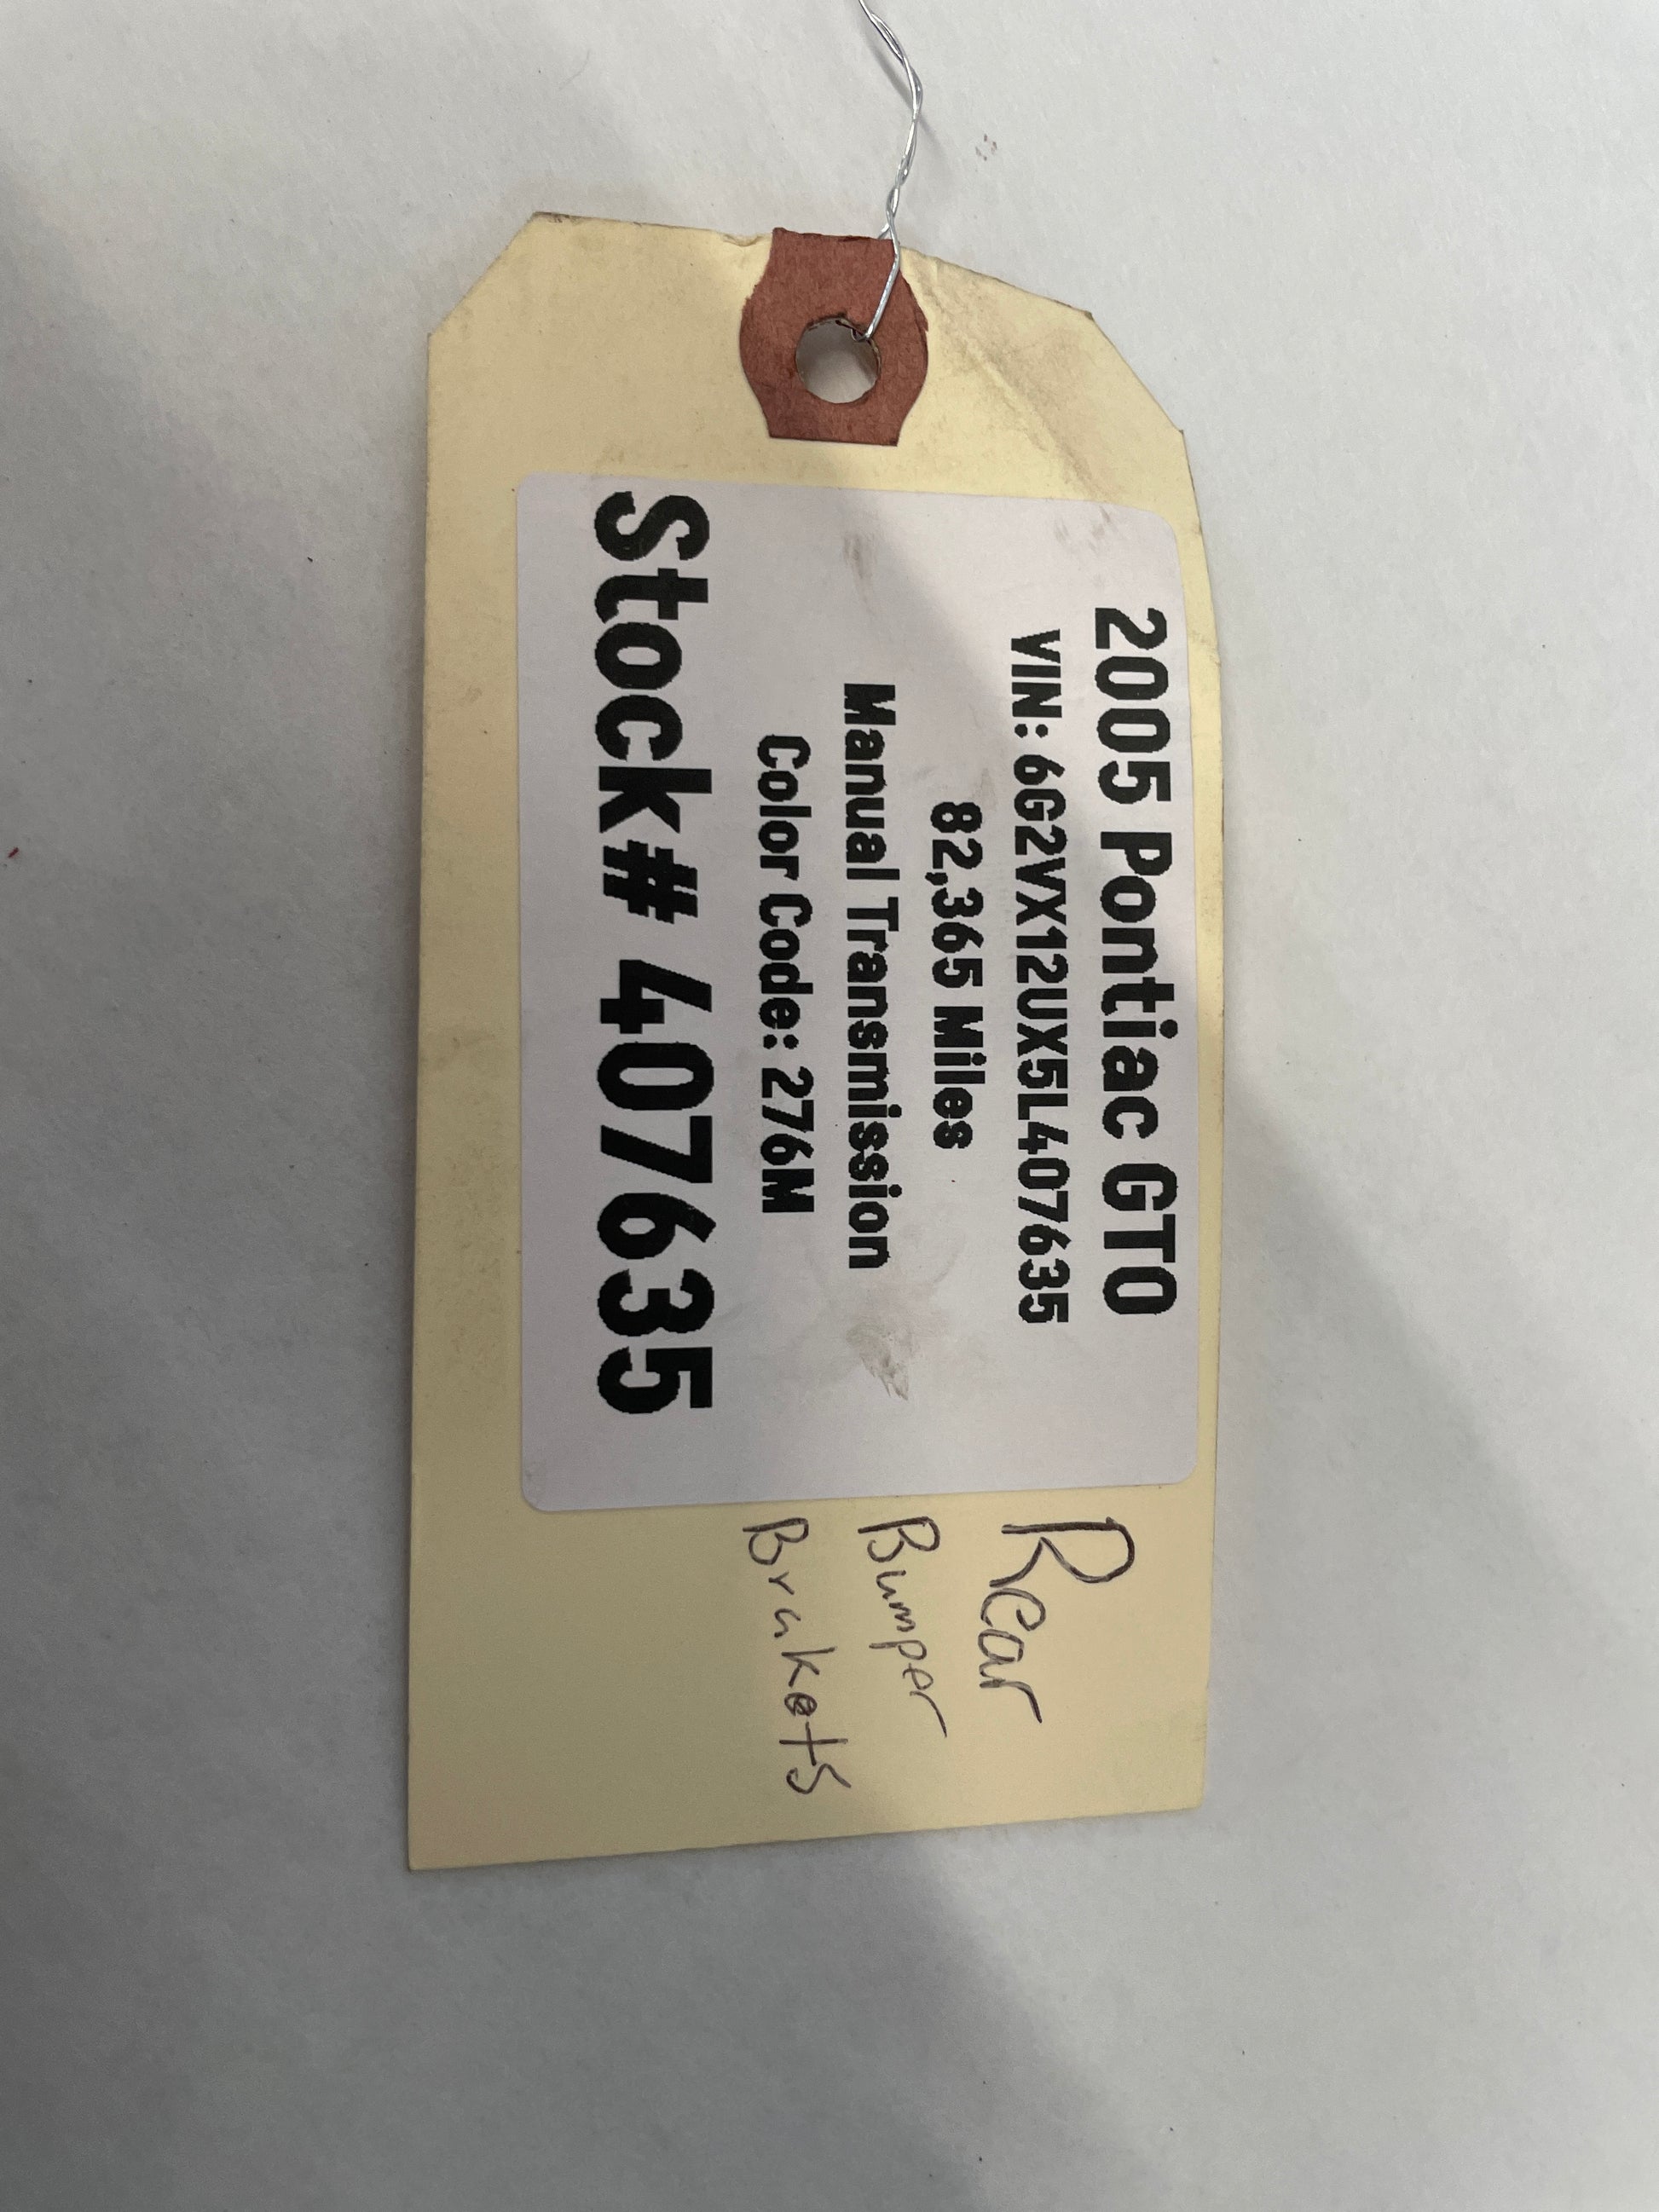 2005 Pontiac GTO
VIN: 6G2VX12UX5L407635
82,365 Miles
Manual Transmission
Color Code: 276M
Stock# 407635
Rear
Bumper
Brakets